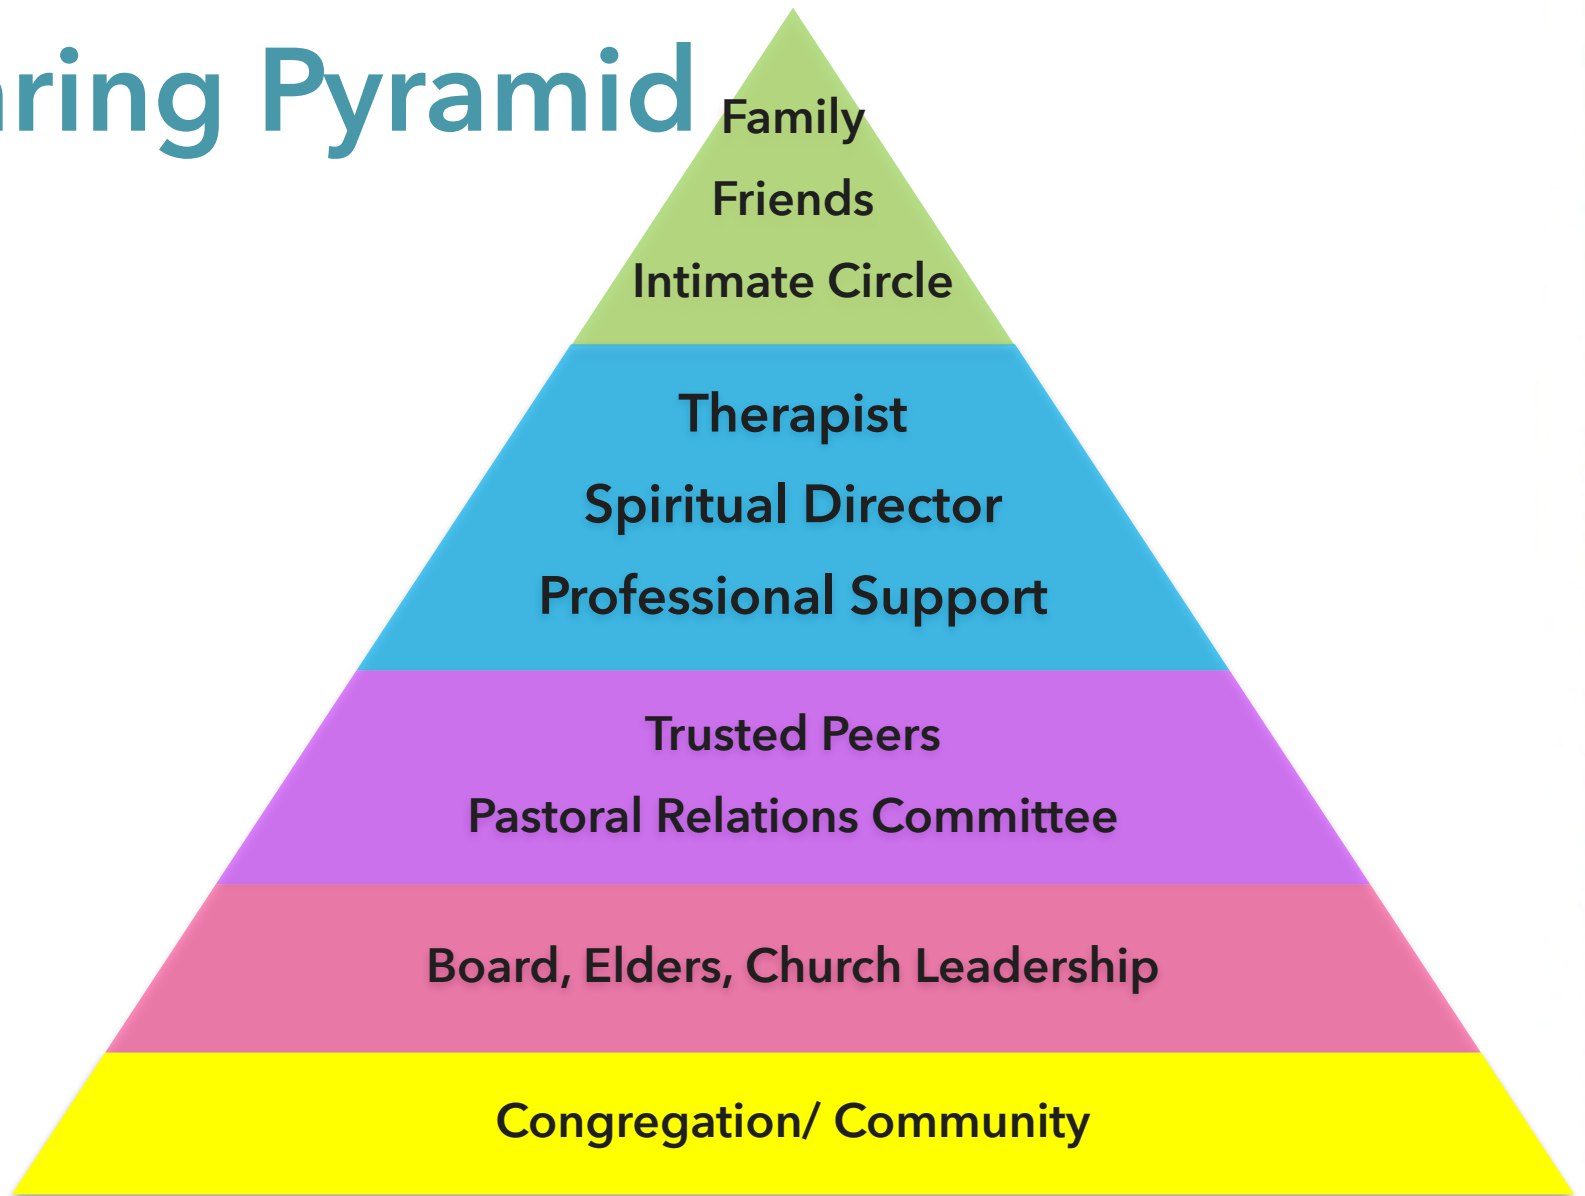 aring Pyramid
Family
Friends
Intimate Circle
Therapist
Spiritual Director
Professional Support
Trusted Peers
Pastoral Relations Committee
Board, Elders, Church Leadership
Congregation/ Community